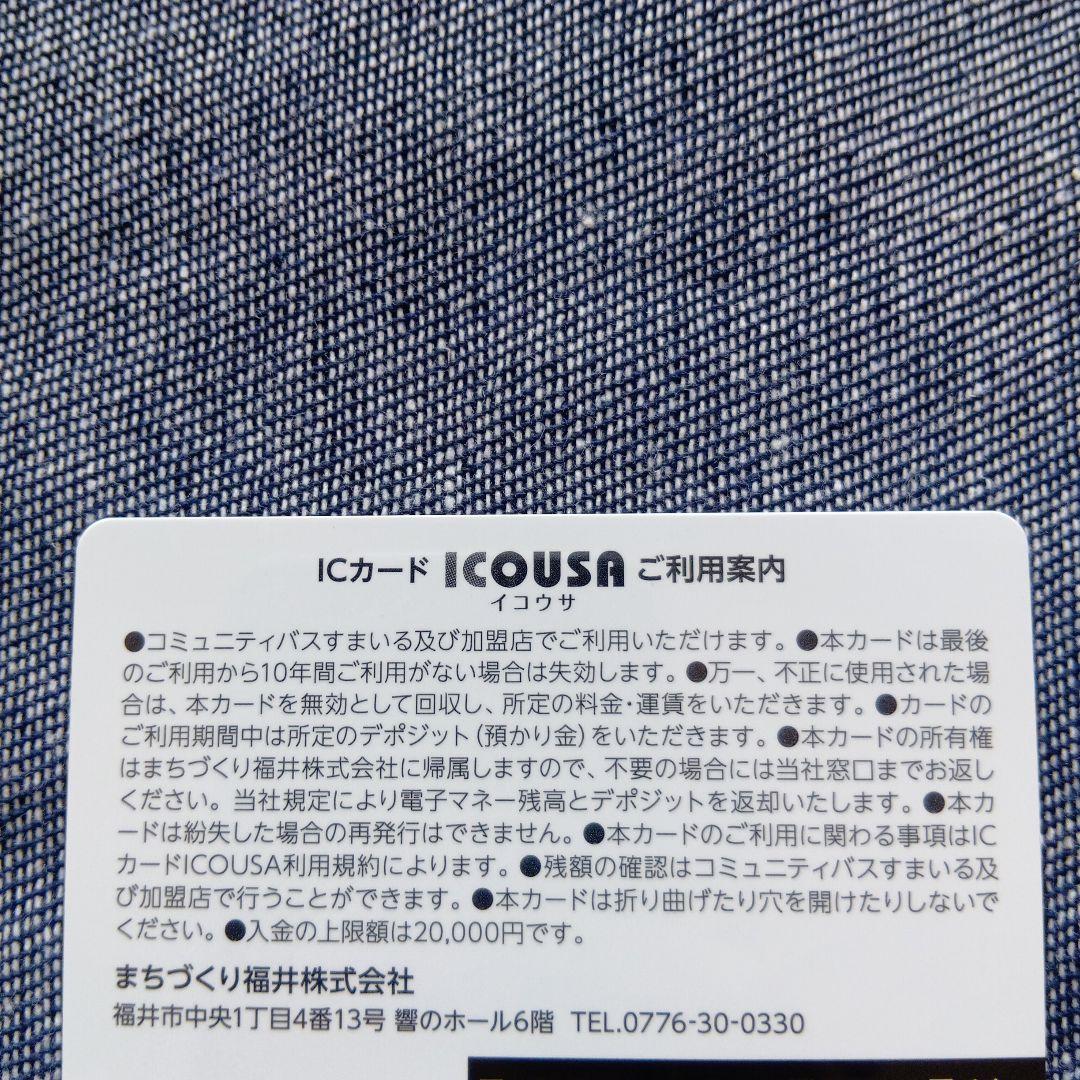 ICカード ICOUSA ご利用案内
イコウサ
●コミュニティバスすまいる及び加盟店でご利用いただけます。●本カードは最後
のご利用から10年間ご利用がない場合は失効します。●万一、不正に使用された場
合は、本カードを無効として回収し、所定の料金・運賃をいただきます。●カードの
ご利用期間中は所定のデポジット(預かり金)をいただきます。●本カードの所有権
はまちづくり福井株式会社に帰属しますので、不要の場合には当社窓口までお返し
ください。当社規定により電子マネー残高とデポジットを返却いたします。●本カ
ードは紛失した場合の再発行はできません。●本カードのご利用に関わる事項はIC
カードICOUSA利用規約によります。●残額の確認はコミュニティバスすまいる及
び加盟店で行うことができます。●本カードは折り曲げたり穴を開けたりしないで
ください。●入金の上限額は20,000円です。
まちづくり福井株式会社
福井市中央1丁目4番13号 響のホール6階 TEL.0776-30-0330